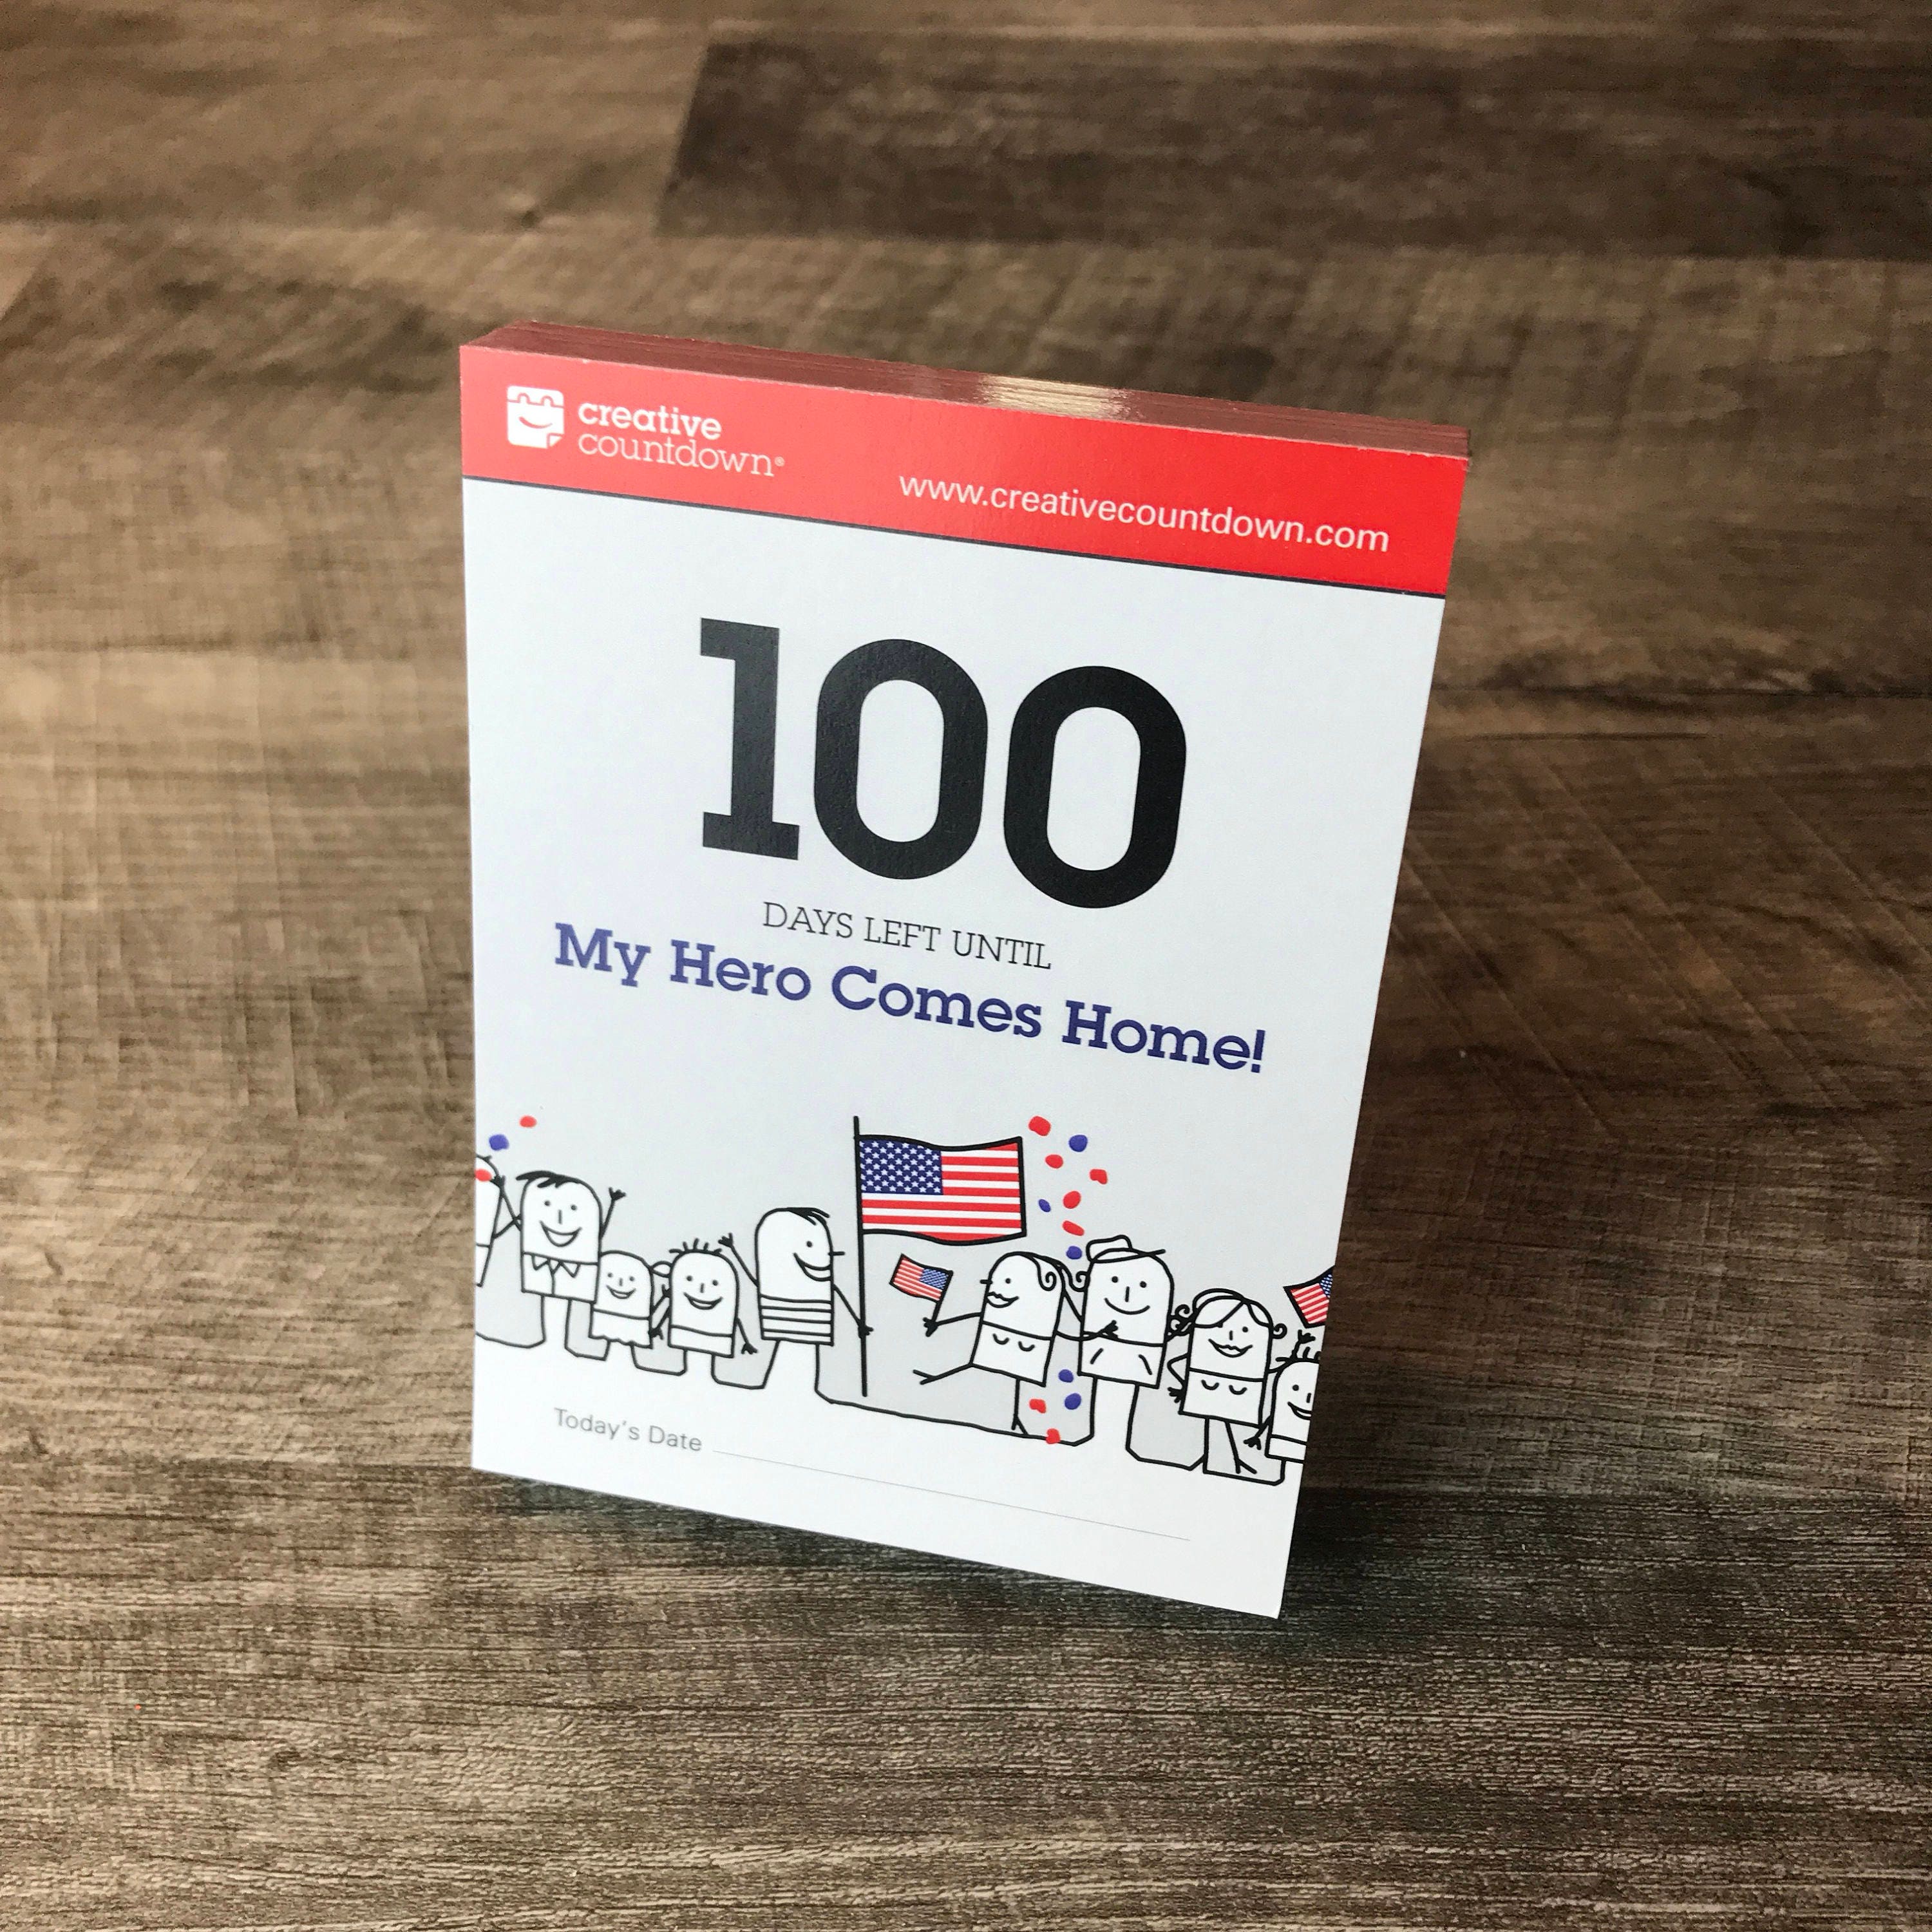 creative
countdown®
www.creativecountdown.com
100
DAYS LEFT UNTIL
My Hero Comes Home!
Today's Date